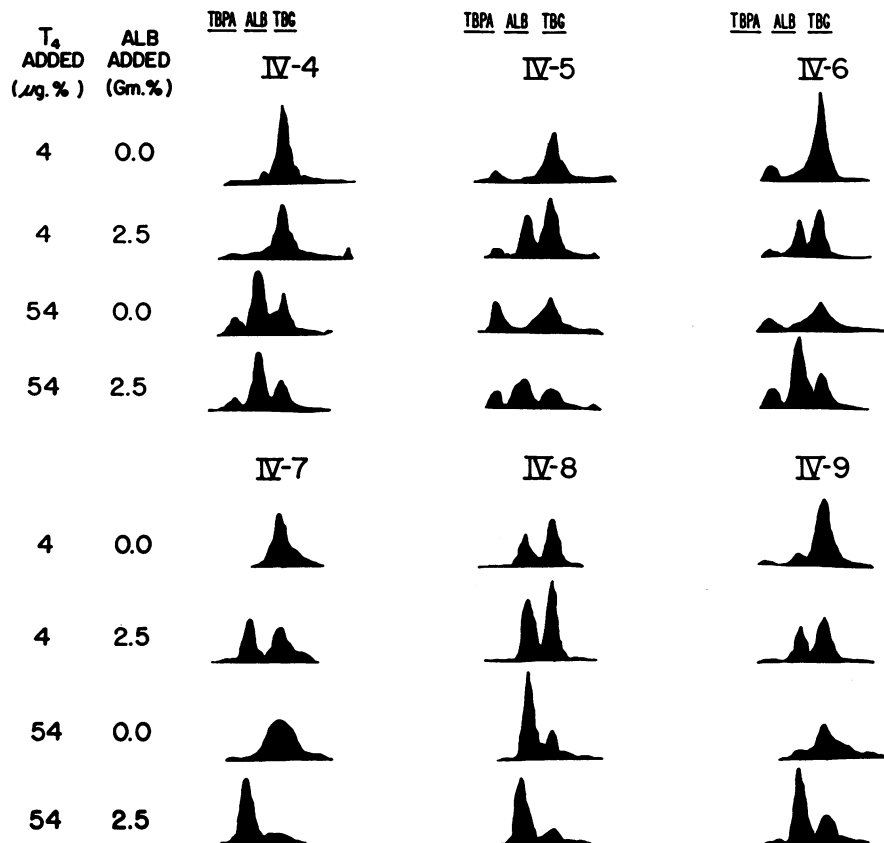 TBPA ALB TBG TBPA ALB TBG TBPA ALB TBG
T₄ ADDED (μg.%) ALB ADDED (Gm.%)
IV-4 IV-5 IV-6
4 0.0
4 2.5
54 0.0
54 2.5
IV-7 IV-8 IV-9
4 0.0
4 2.5
54 0.0
54 2.5